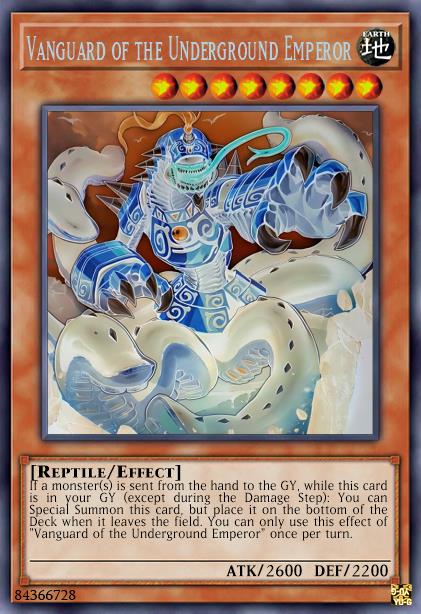 VANGUARD OF THE UNDERGROUND EMPEROR
EARTH
地
[REPTILE/EFFECT]
If a monster(s) is sent from the hand to the GY, while this card
is in your GY (except during the Damage Step): You can
Special Summon this card, but place it on the bottom of the
Deck when it leaves the field. You can only use this effect of
"Vanguard of the Underground Emperor" once per turn.
ATK/2600 DEF/2200
84366728